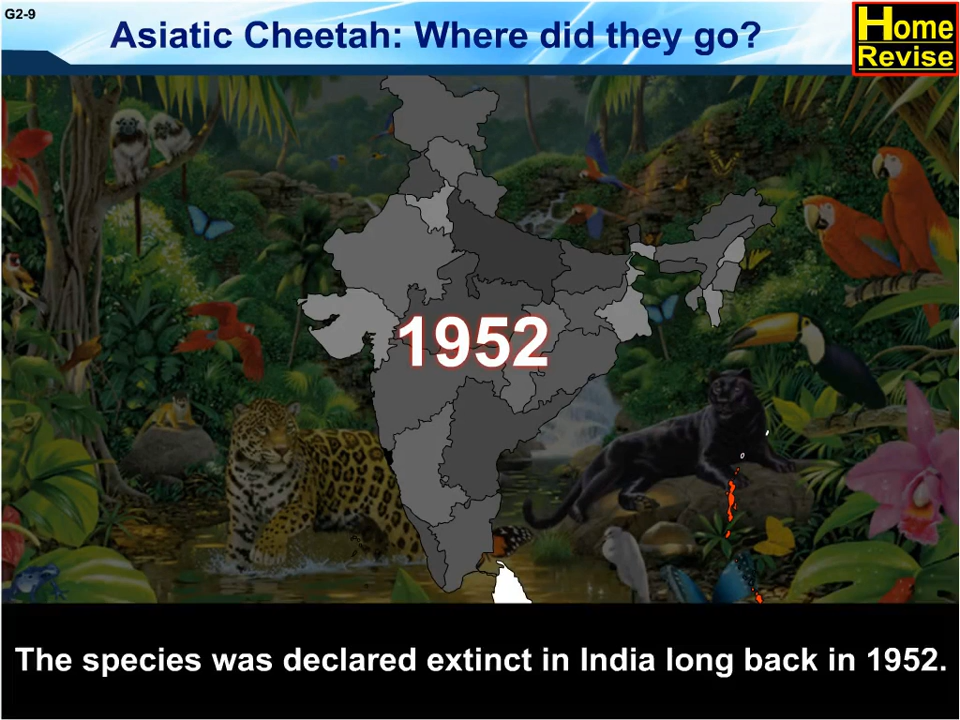 G2-9
Asiatic Cheetah: Where did they go?
Home
Revise
1952
The species was declared extinct in India long back in 1952.